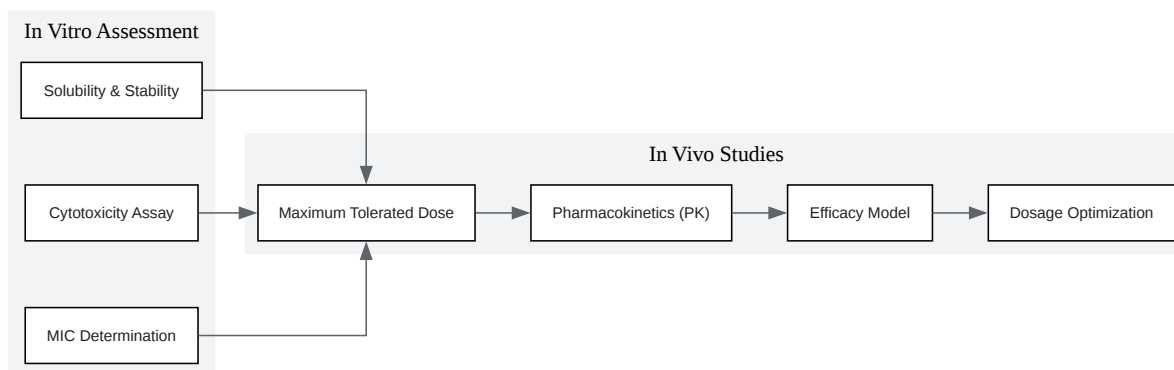 In Vitro Assessment
Solubility & Stability
In Vivo Studies
Cytotoxicity Assay
Maximum Tolerated Dose
Pharmacokinetics (PK)
Efficacy Model
Dosage Optimization
MIC Determination